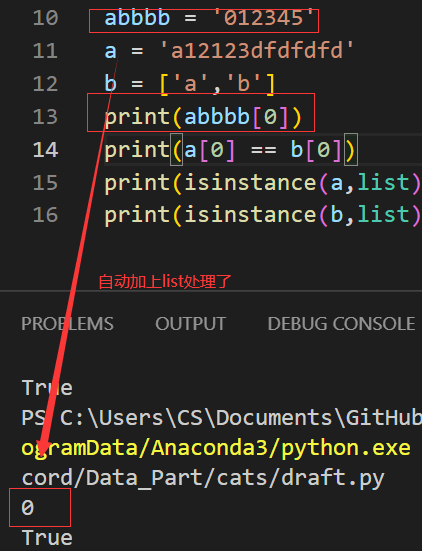 10 abbbb = '012345'
11 a = 'a12123dfdfdfd'
12 b = ['a','b']
13 print(abbbb[0])
14 print(a[0] == b[0])
15 print(isinstance(a,list)
16 print(isinstance(b,list)
自动加上list处理了
PROBLEMS OUTPUT DEBUG CONSOLE
True
PS C:\Users\CS\Documents\GitHub
ogramData/Anaconda3/python.exe
cord/Data_Part/cats/draft.py
0
True